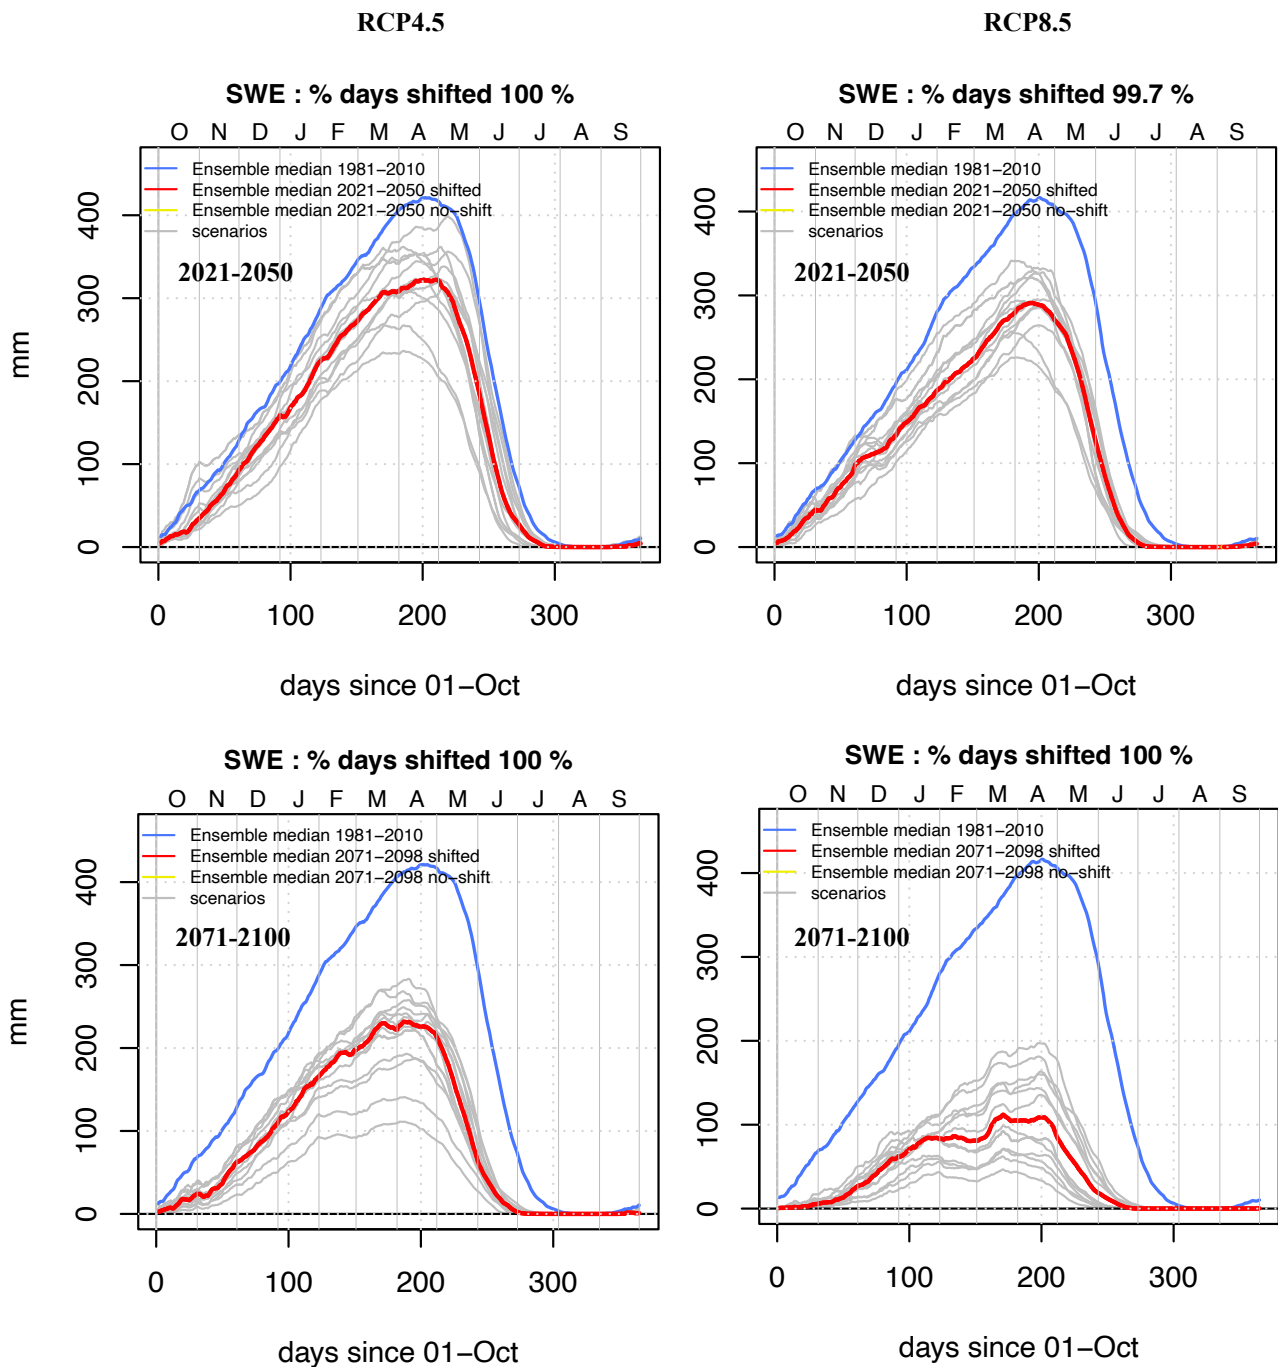 RCP4.5
RCP8.5
SWE : % days shifted 100 %
O N D J F M A M J J A S
Ensemble median 1981−2010
Ensemble median 2021−2050 shifted
Ensemble median 2021−2050 no−shift
scenarios
2021-2050
mm
0 100 200 300 400
0 100 200 300
days since 01−Oct
SWE : % days shifted 99.7 %
O N D J F M A M J J A S
Ensemble median 1981−2010
Ensemble median 2021−2050 shifted
Ensemble median 2021−2050 no−shift
scenarios
2021-2050
0 100 200 300 400
0 100 200 300
days since 01−Oct
SWE : % days shifted 100 %
O N D J F M A M J J A S
Ensemble median 1981−2010
Ensemble median 2071−2098 shifted
Ensemble median 2071−2098 no−shift
scenarios
2071-2100
mm
0 100 200 300 400
0 100 200 300
days since 01−Oct
SWE : % days shifted 100 %
O N D J F M A M J J A S
Ensemble median 1981−2010
Ensemble median 2071−2098 shifted
Ensemble median 2071−2098 no−shift
scenarios
2071-2100
0 100 200 300 400
0 100 200 300
days since 01−Oct